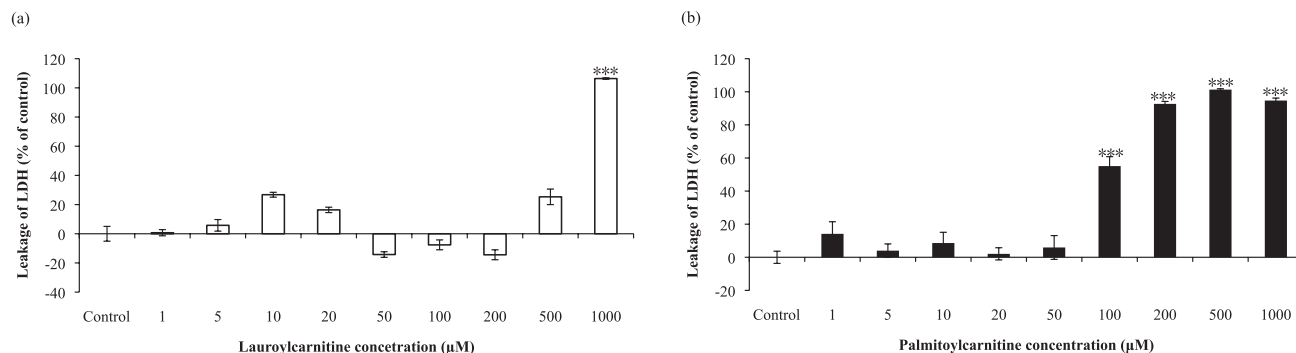 (a)
Leakage of LDH (% of control)
120
100
80
60
40
20
0
-20
-40
***
Control 1 5 10 20 50 100 200 500 1000
Lauroylcarnitine concetration (µM)
(b)
Leakage of LDH (% of control)
120
100
80
60
40
20
0
-20
*** *** *** ***
Control 1 5 10 20 50 100 200 500 1000
Palmitoylcarnitine concentration (µM)